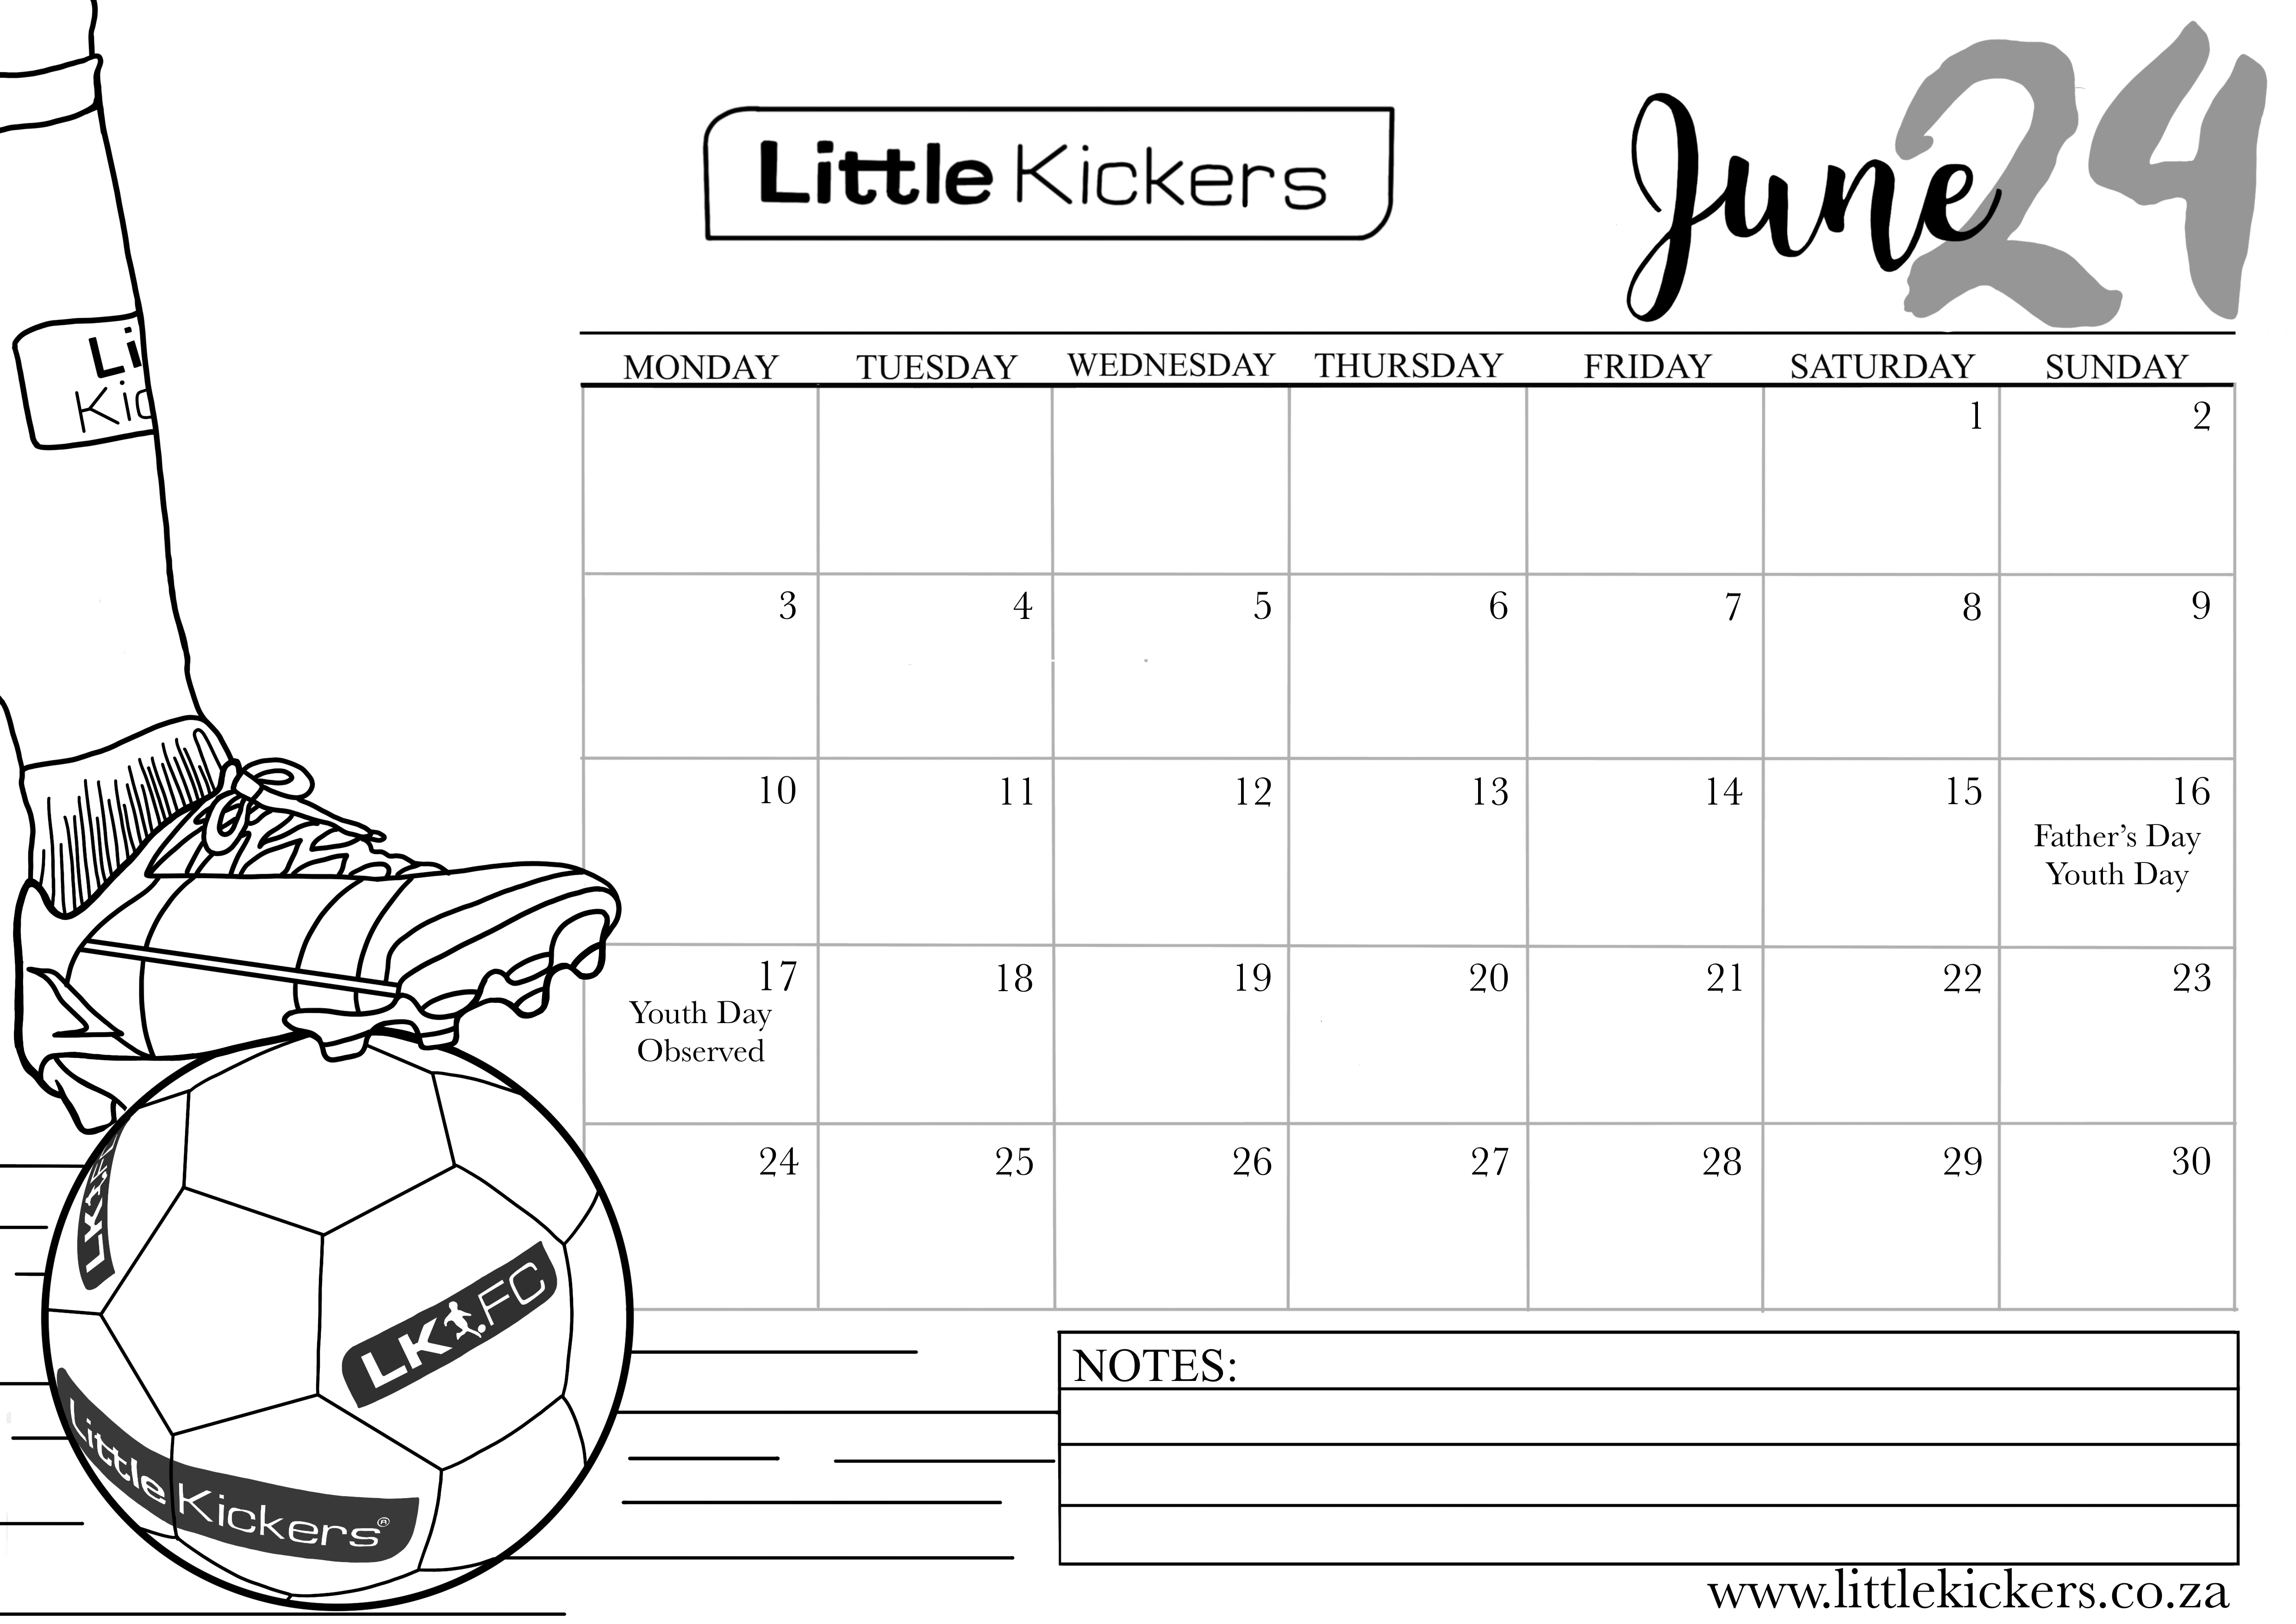 Little Kickers
June 24
MONDAY TUESDAY WEDNESDAY THURSDAY FRIDAY SATURDAY SUNDAY
1 2
3 4 5 6 7 8 9
10 11 12 13 14 15 16
Father's Day
Youth Day
17 18 19 20 21 22 23
Youth Day
Observed
24 25 26 27 28 29 30
NOTES:
www.littlekickers.co.za
Li
Kic
LK FC
Little Kickers®